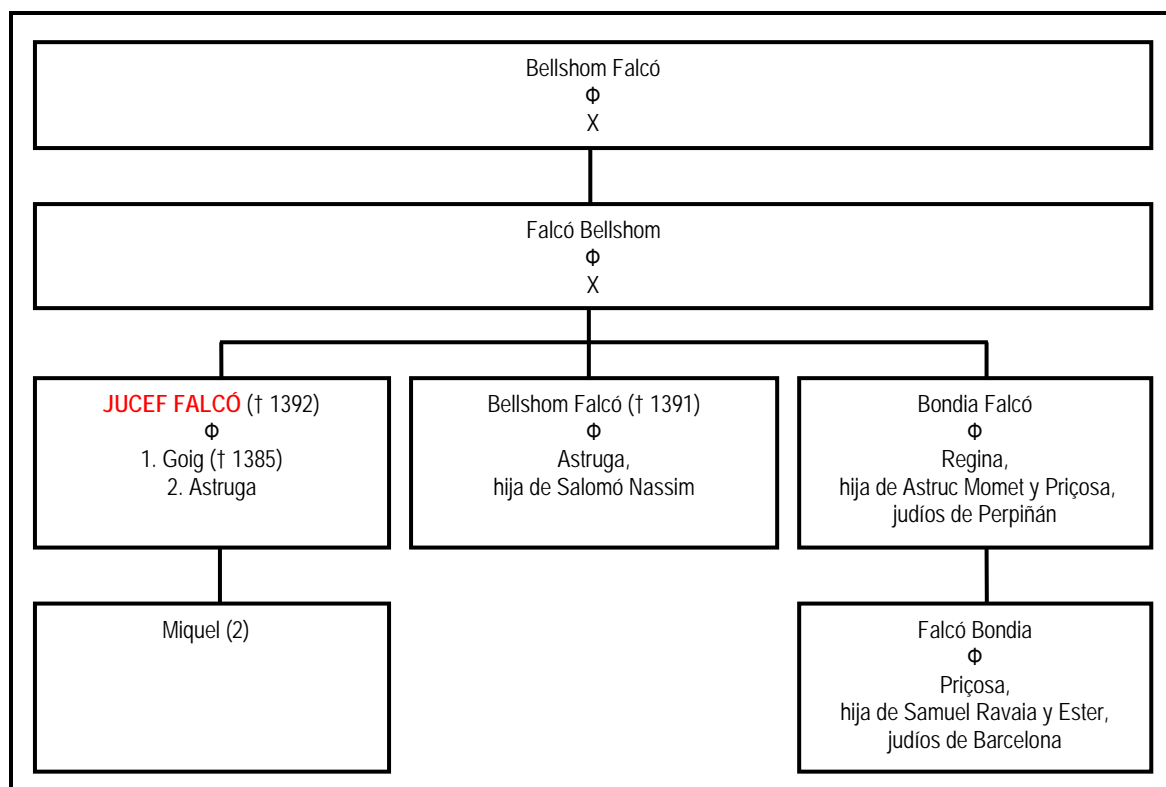 Bellshom Falcó
Φ
X
Falcó Bellshom
Φ
X
JUCEF FALCÓ († 1392)
Φ
1. Goig († 1385)
2. Astruga
Bellshom Falcó († 1391)
Φ
Astruga,
hija de Salomó Nassim
Bondia Falcó
Φ
Regina,
hija de Astruc Momet y Priçosa,
judíos de Perpiñán
Miquel (2)
Falcó Bondia
Φ
Priçosa,
hija de Samuel Ravaia y Ester,
judíos de Barcelona